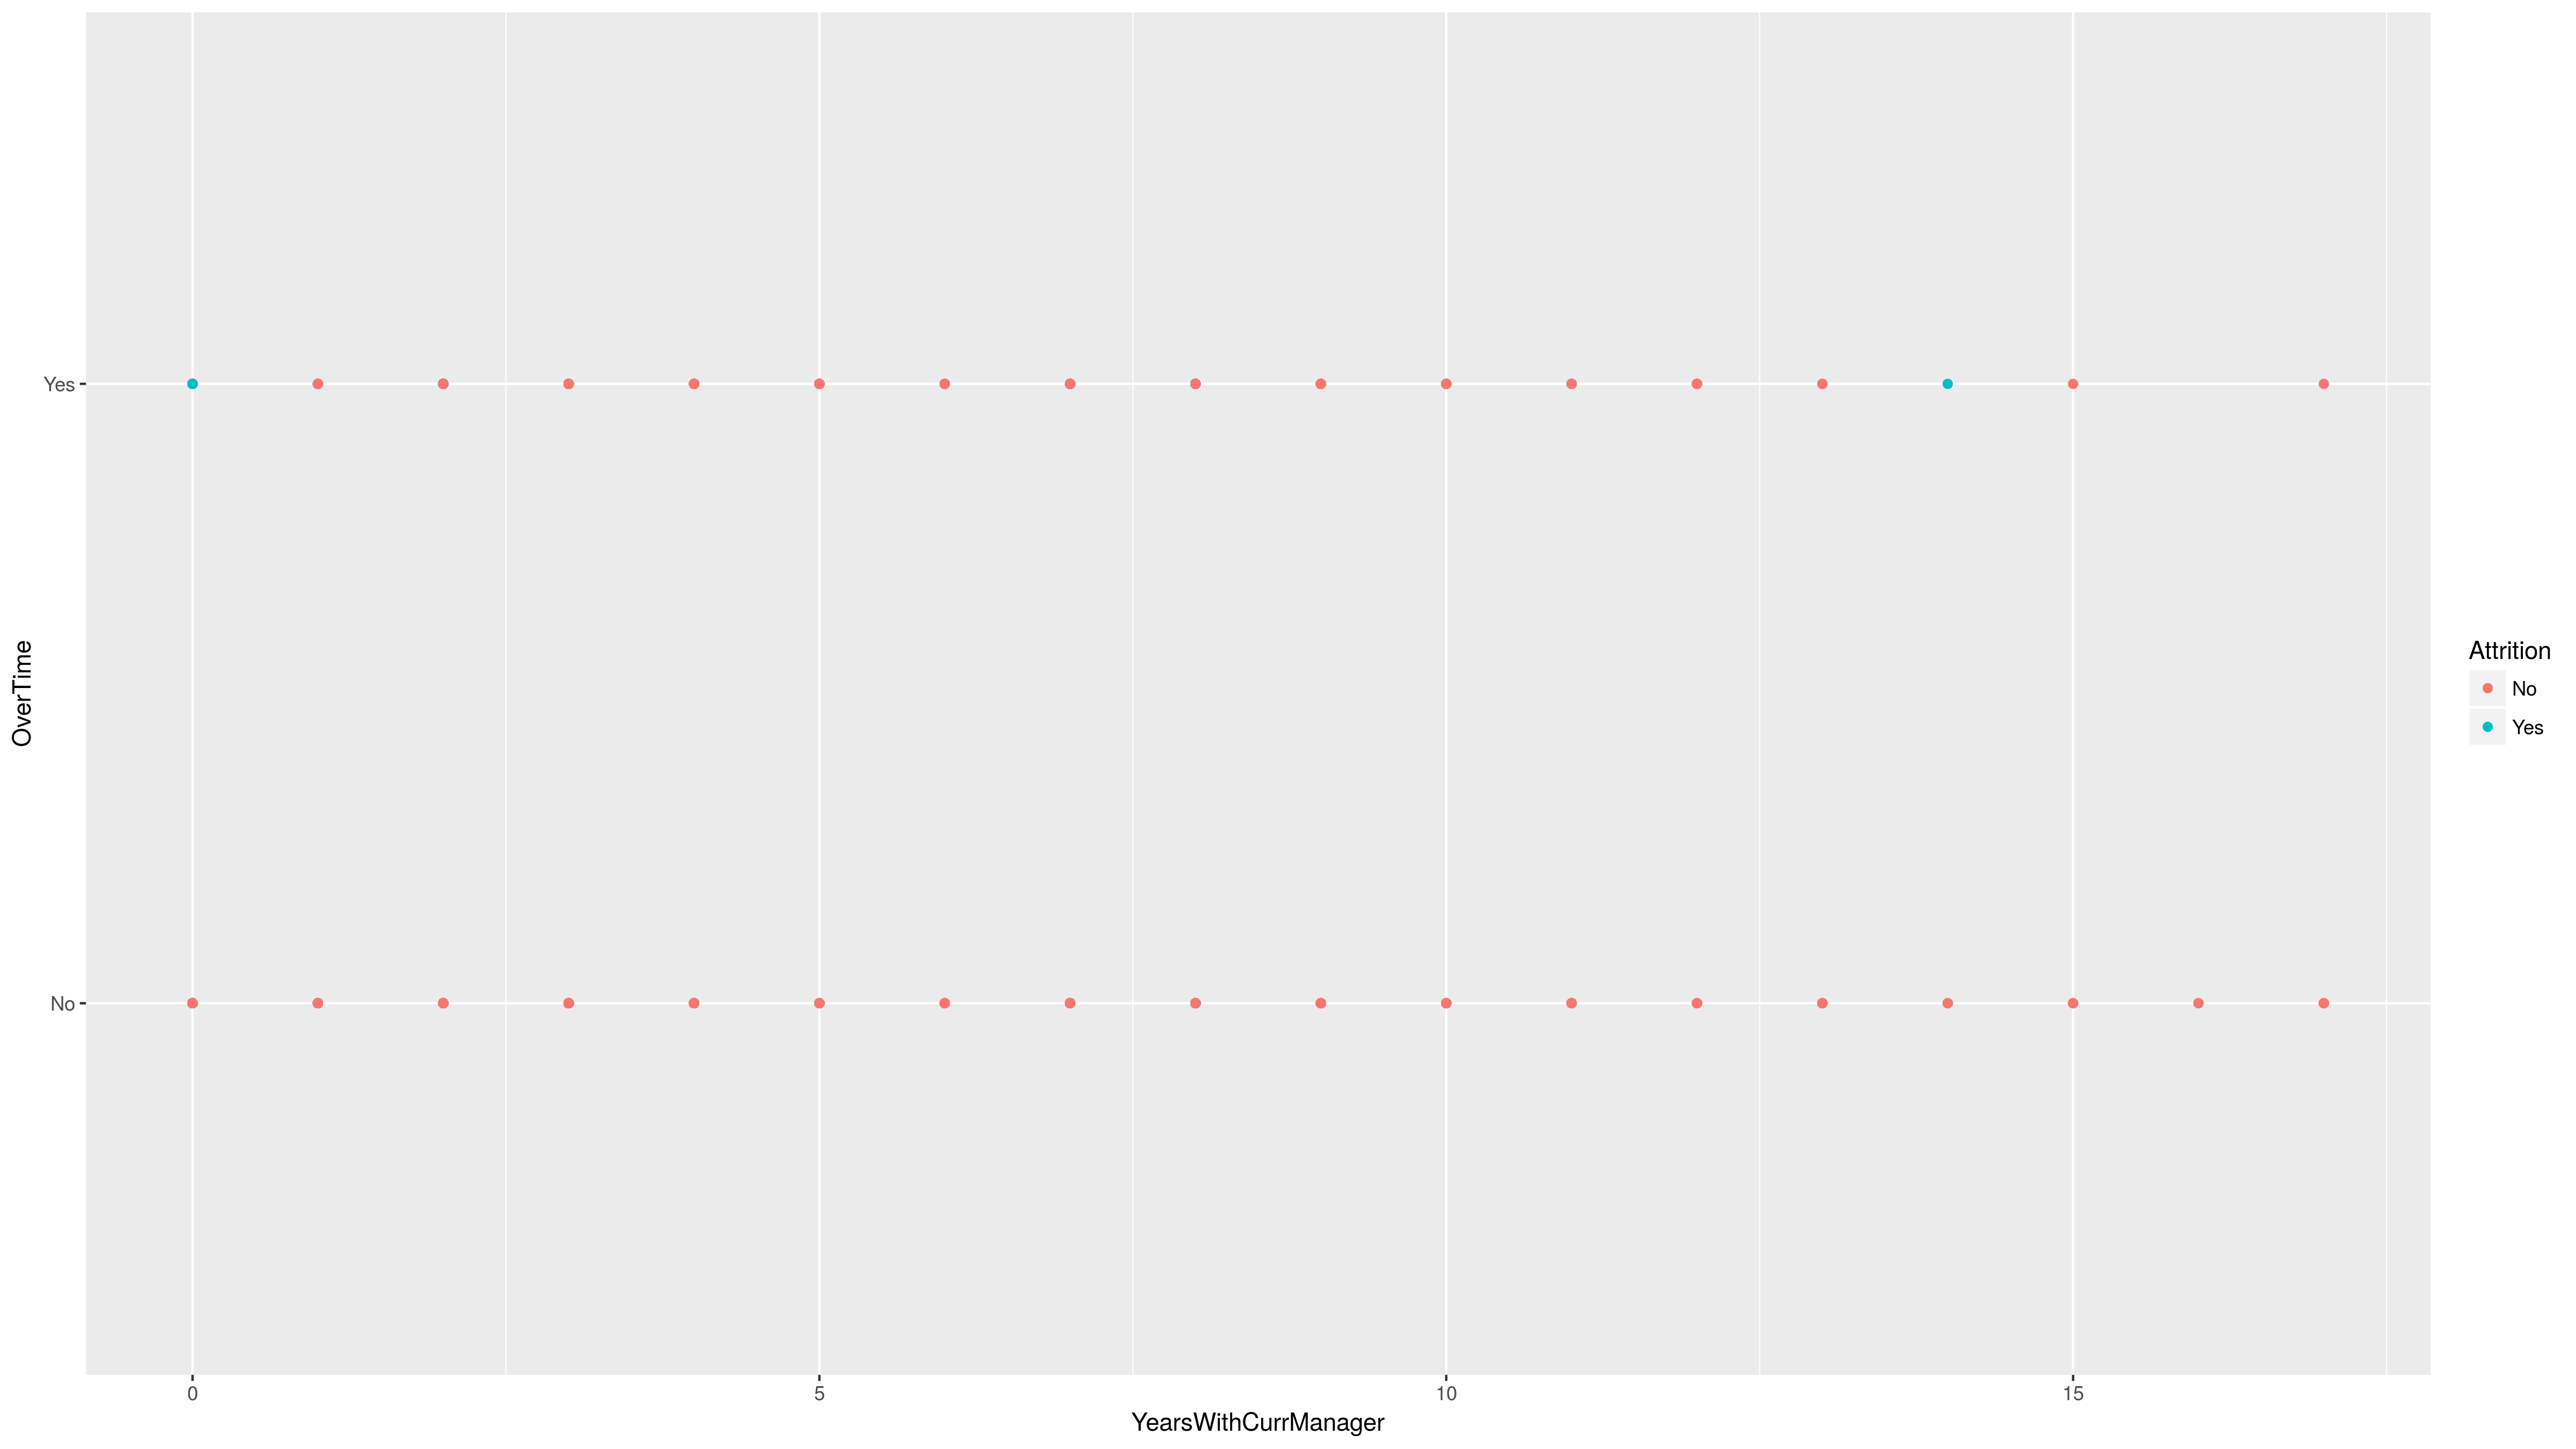 OverTime
Yes
No
0
5
10
15
YearsWithCurrManager
Attrition
No
Yes